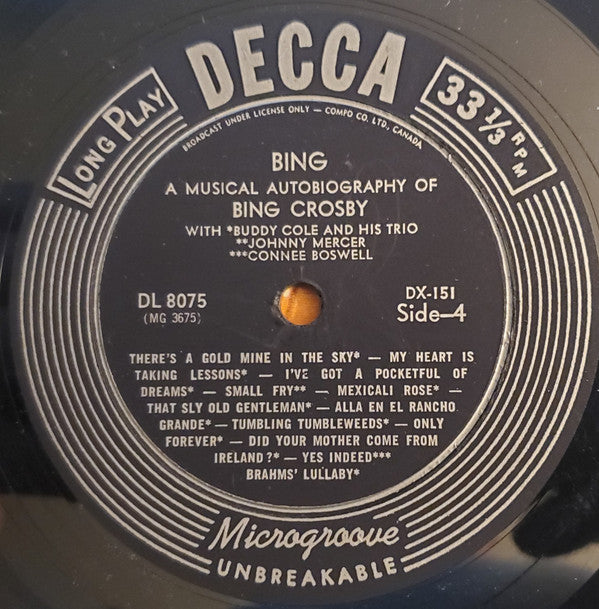 DECCA
LONG PLAY
33 1/3 RPM
BROADCAST UNDER LICENSE ONLY — COMPO CO. LTD., CANADA
BING
A MUSICAL AUTOBIOGRAPHY OF
BING CROSBY
WITH *BUDDY COLE AND HIS TRIO
**JOHNNY MERCER
***CONNEE BOSWELL
DL 8075
(MG 3675)
DX-151
Side—4
THERE'S A GOLD MINE IN THE SKY* — MY HEART IS
TAKING LESSONS* — I'VE GOT A POCKETFUL OF
DREAMS* — SMALL FRY** — MEXICALI ROSE* —
THAT SLY OLD GENTLEMAN* — ALLA EN EL RANCHO
GRANDE* — TUMBLING TUMBLEWEEDS* — ONLY
FOREVER* — DID YOUR MOTHER COME FROM
IRELAND?* — YES INDEED***
BRAHMS' LULLABY*
Microgroove
UNBREAKABLE